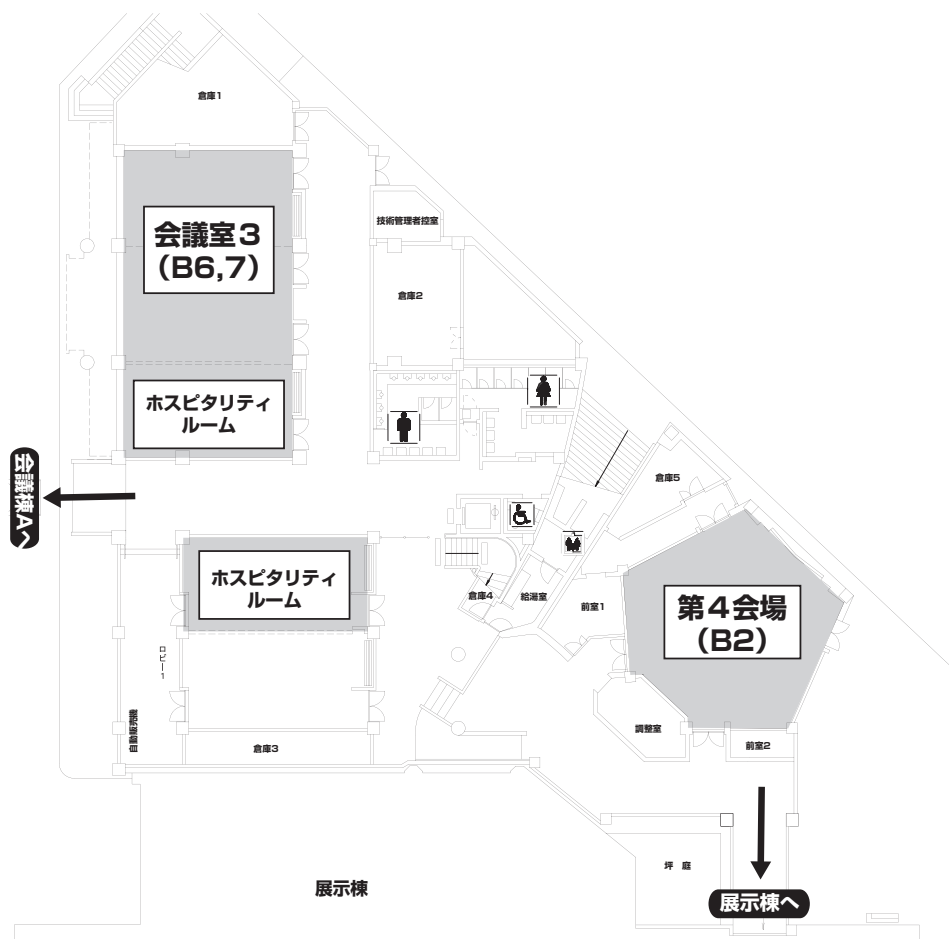 倉庫1
会議室3
(B6,7)
技術管理者控室
倉庫2
ホスピタリティ
ルーム
会議棟Aへ
倉庫5
ホスピタリティ
ルーム
倉庫4
給湯室
前室1
第4会場
(B2)
ロビー1
自動販売機
倉庫3
調整室
前室2
坪庭
展示棟
展示棟へ